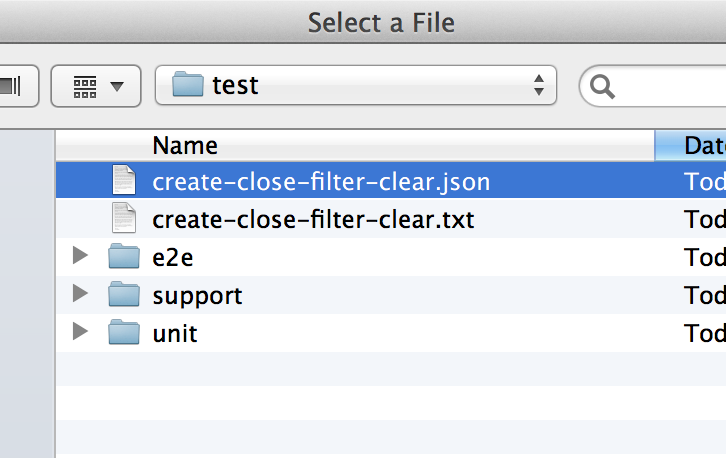 Select a File
test
Name Date
create-close-filter-clear.json Tod
create-close-filter-clear.txt Tod
e2e Tod
support Tod
unit Tod